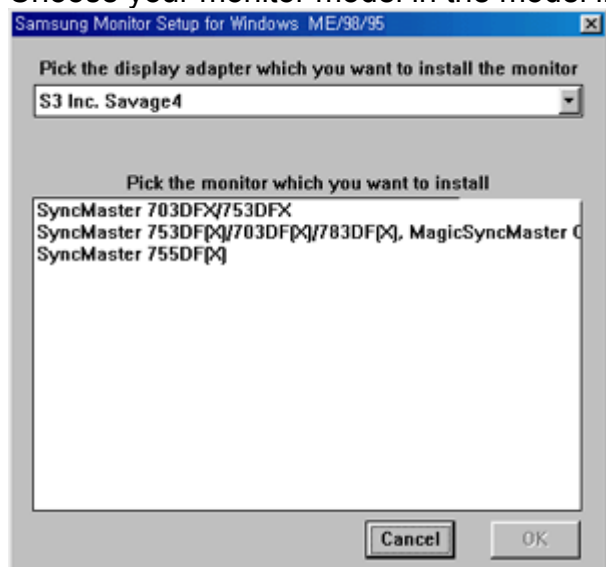 Choose your monitor model in the model
Samsung Monitor Setup for Windows ME/98/95
Pick the display adapter which you want to install the monitor
S3 Inc. Savage4
Pick the monitor which you want to install
SyncMaster 703DFX/753DFX
SyncMaster 753DF(X)/703DF(X)/783DF(X), MagicSyncMaster
SyncMaster 755DF(X)
Cancel
OK